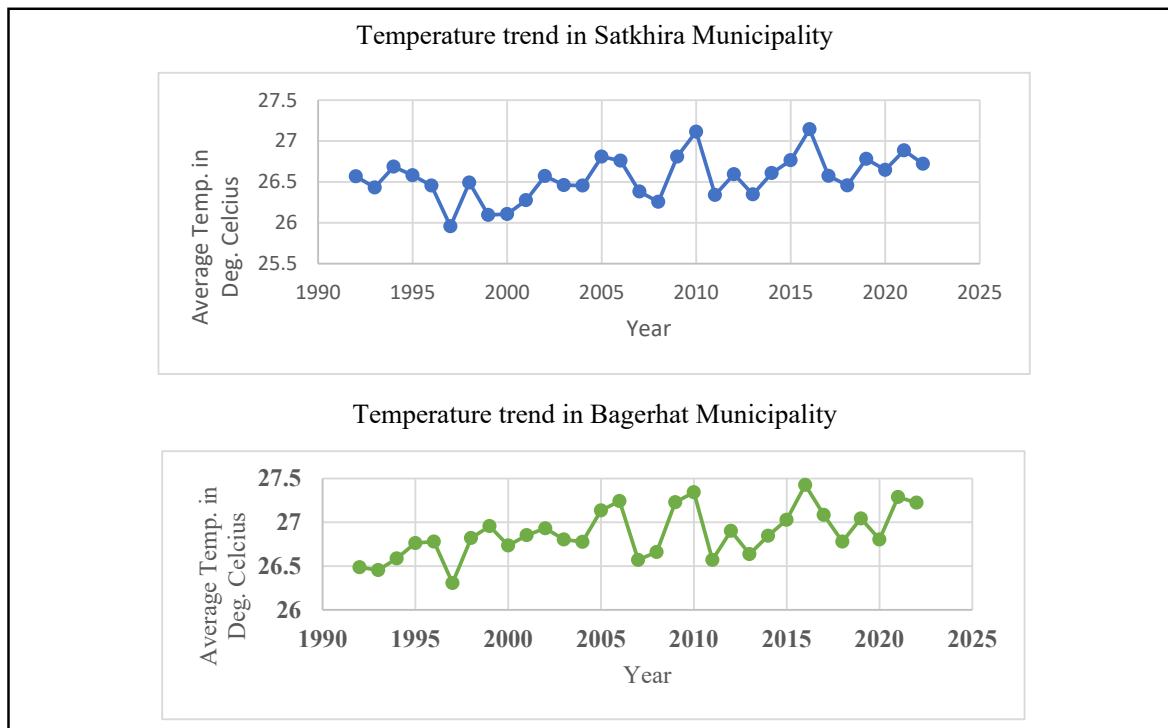 Temperature trend in Satkhira Municipality
27.5
27
26.5
26
25.5
1990 1995 2000 2005 2010 2015 2020 2025
Average Temp. in
Deg. Celcius
Year
Temperature trend in Bagerhat Municipality
27.5
27
26.5
26
1990 1995 2000 2005 2010 2015 2020 2025
Average Temp. in
Deg. Celcius
Year